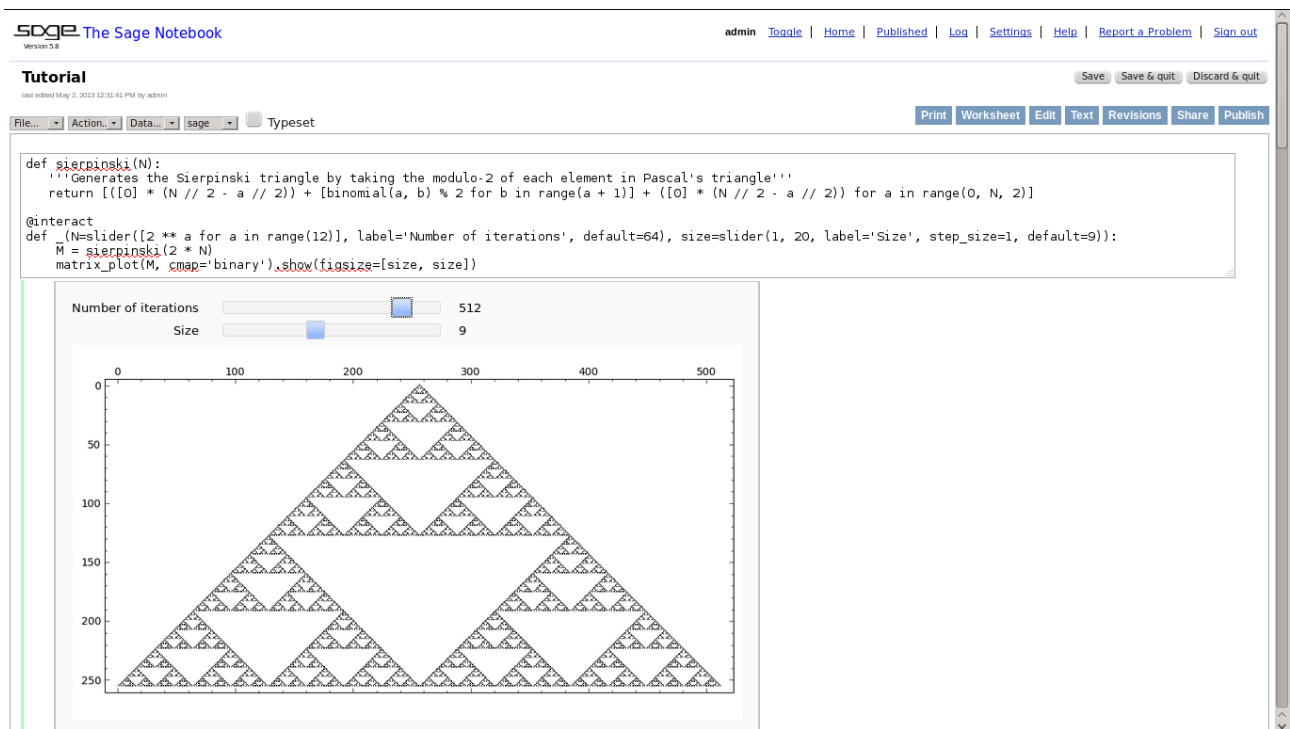 sage The Sage Notebook
Version 5.8
admin Toggle | Home | Published | Log | Settings | Help | Report a Problem | Sign out
Tutorial
last edited May 2, 2013 12:31:41 PM by admin
Save Save & quit Discard & quit
File... Action.. Data... sage Typeset
Print Worksheet Edit Text Revisions Share Publish
def sierpinski(N):
    '''Generates the Sierpinski triangle by taking the modulo-2 of each element in Pascal's triangle'''
    return [([0] * (N // 2 - a // 2)) + [binomial(a, b) % 2 for b in range(a + 1)] + ([0] * (N // 2 - a // 2)) for a in range(0, N, 2)]
@interact
def _(N=slider([2 ** a for a in range(12)], label='Number of iterations', default=64), size=slider(1, 20, label='Size', step_size=1, default=9)):
    M = sierpinski(2 * N)
    matrix_plot(M, cmap='binary').show(figsize=[size, size])
Number of iterations 512
Size 9
0 100 200 300 400 500
0
50
100
150
200
250